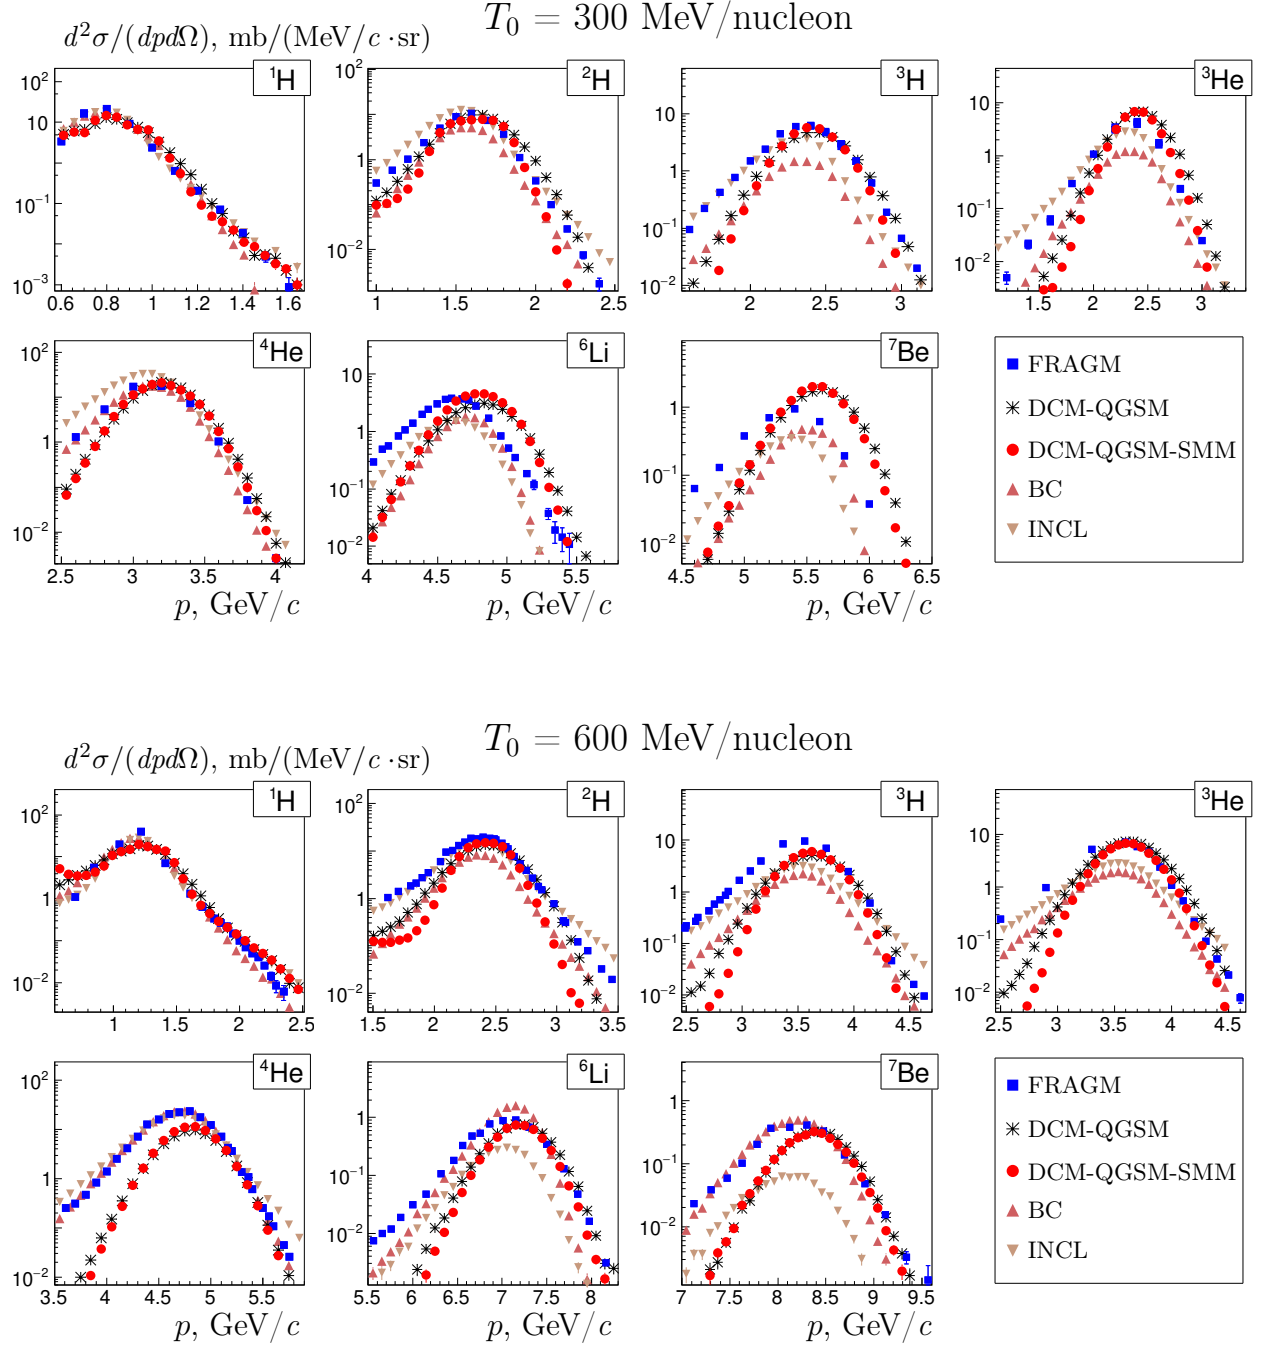 T₀ = 300 MeV/nucleon
d²σ/(dpdΩ), mb/(MeV/c · sr)
¹H ²H ³H ³He
10² 10 1 10⁻¹ 10⁻³
0.6 0.8 1 1.2 1.4 1.6
10² 10 1 10⁻²
1 1.5 2 2.5
10 1 10⁻¹ 10⁻²
2 2.5 3
10 1 10⁻¹ 10⁻²
1.5 2 2.5 3
⁴He ⁶Li ⁷Be
10² 1 10⁻²
2.5 3 3.5 4
10 1 10⁻¹ 10⁻²
4 4.5 5 5.5
1 10⁻¹ 10⁻²
4.5 5 5.5 6 6.5
FRAGM
DCM-QGSM
DCM-QGSM-SMM
BC
INCL
p, GeV/c p, GeV/c p, GeV/c
T₀ = 600 MeV/nucleon
d²σ/(dpdΩ), mb/(MeV/c · sr)
¹H ²H ³H ³He
10 1 10⁻²
1 1.5 2 2.5
10² 10 1 10⁻²
1.5 2 2.5 3 3.5
10 1 10⁻¹ 10⁻²
2.5 3 3.5 4 4.5
10 1 10⁻¹ 10⁻²
2.5 3 3.5 4 4.5
⁴He ⁶Li ⁷Be
10² 1 10⁻²
3.5 4 4.5 5 5.5
1 10⁻¹ 10⁻²
5.5 6 6.5 7 7.5 8
1 10⁻¹ 10⁻²
7 7.5 8 8.5 9 9.5
FRAGM
DCM-QGSM
DCM-QGSM-SMM
BC
INCL
p, GeV/c p, GeV/c p, GeV/c